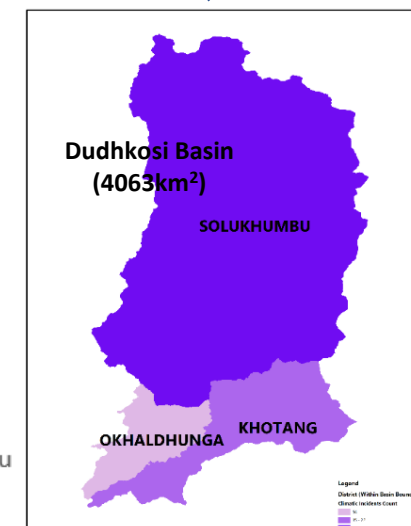 Dudhkosi Basin
(4063km²)
SOLUKHUMBU
KHOTANG
OKHALDHUNGA
u
Legend
District (Within Basin Boun
Climatic Incidents Count